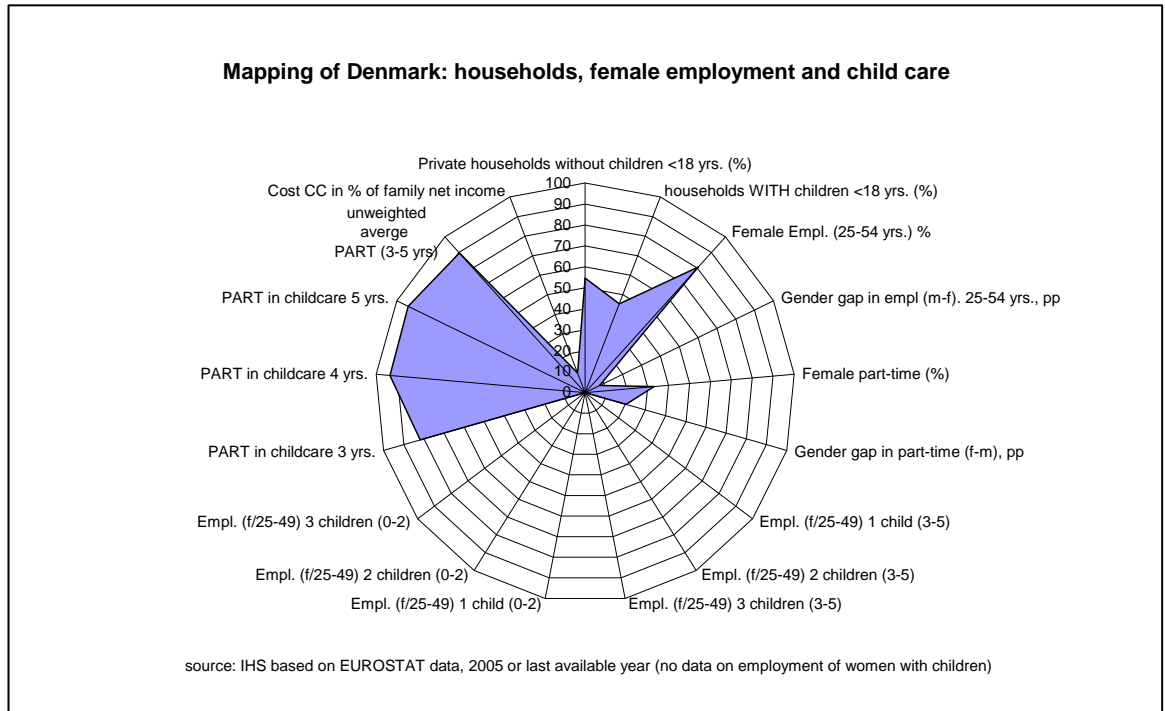 Mapping of Denmark: households, female employment and child care
Private households without children <18 yrs. (%)
households WITH children <18 yrs. (%)
Female Empl. (25-54 yrs.) %
Gender gap in empl (m-f). 25-54 yrs., pp
Female part-time (%)
Gender gap in part-time (f-m), pp
Empl. (f/25-49) 1 child (3-5)
Empl. (f/25-49) 2 children (3-5)
Empl. (f/25-49) 3 children (3-5)
Empl. (f/25-49) 1 child (0-2)
Empl. (f/25-49) 2 children (0-2)
Empl. (f/25-49) 3 children (0-2)
PART in childcare 3 yrs.
PART in childcare 4 yrs.
PART in childcare 5 yrs.
unweighted
averge
PART (3-5 yrs)
Cost CC in % of family net income
100
90
80
70
60
50
40
30
20
10
0
source: IHS based on EUROSTAT data, 2005 or last available year (no data on employment of women with children)